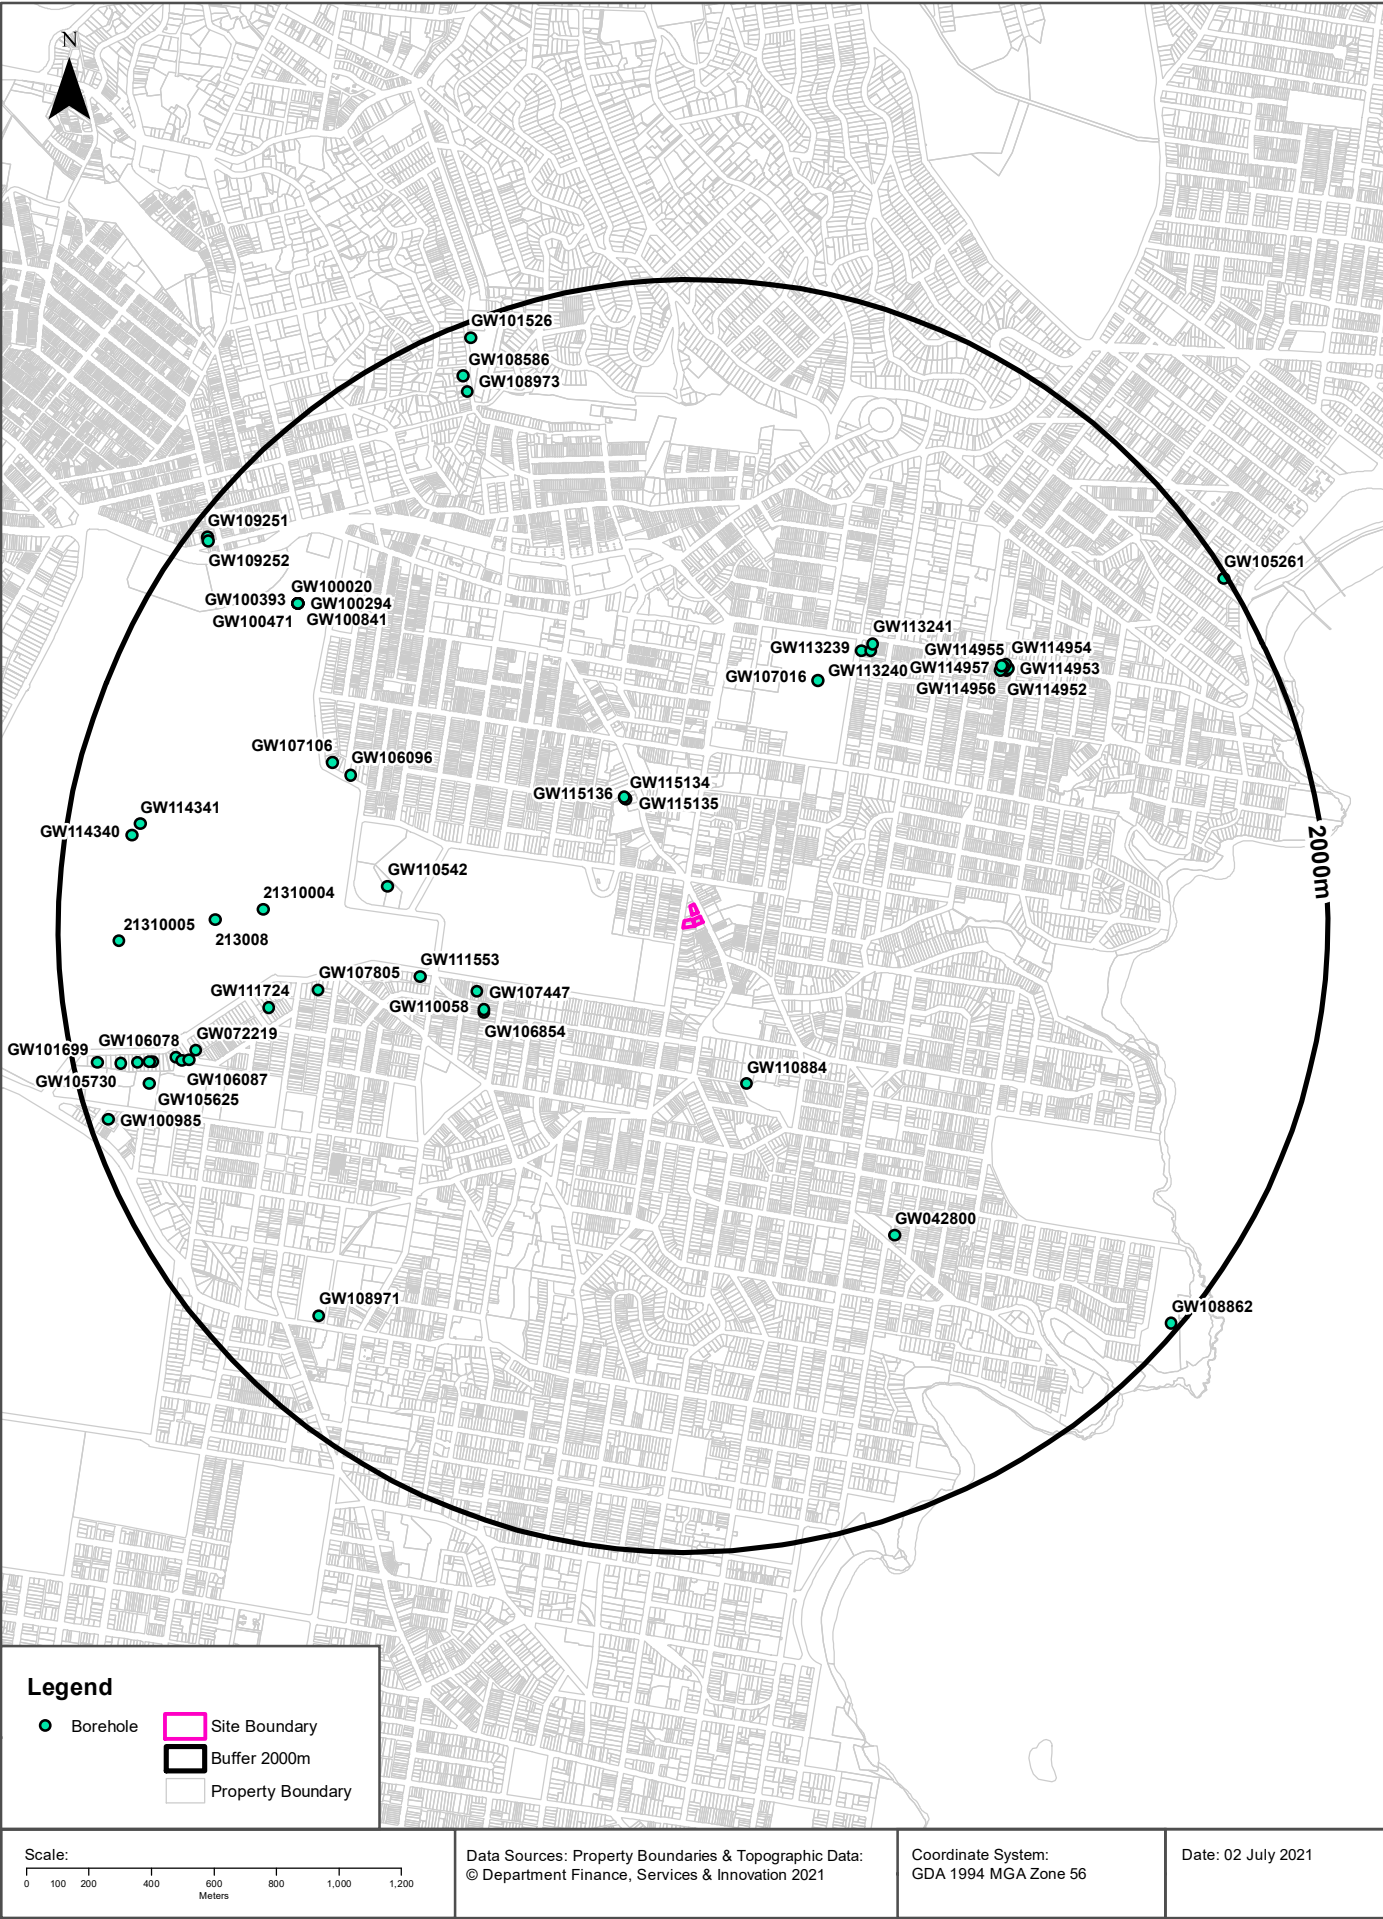 N
GW101526
GW108586
GW108973
GW109251
GW109252
GW105261
GW100020
GW100393
GW100294
GW100471
GW100841
GW113241
GW113239
GW114955
GW114954
GW107016
GW113240
GW114957
GW114953
GW114956
GW114952
GW107106
GW106096
GW115134
GW115136
GW115135
GW114341
GW114340
2000m
GW110542
21310004
21310005
213008
GW111553
GW107805
GW111724
GW107447
GW110058
GW106854
GW106078
GW072219
GW101699
GW105730
GW106087
GW105625
GW100985
GW110884
GW042800
GW108971
GW108862
Legend
Borehole
Site Boundary
Buffer 2000m
Property Boundary
Scale:
0 100 200 400 600 800 1,000 1,200
Meters
Data Sources: Property Boundaries & Topographic Data:
© Department Finance, Services & Innovation 2021
Coordinate System:
GDA 1994 MGA Zone 56
Date: 02 July 2021